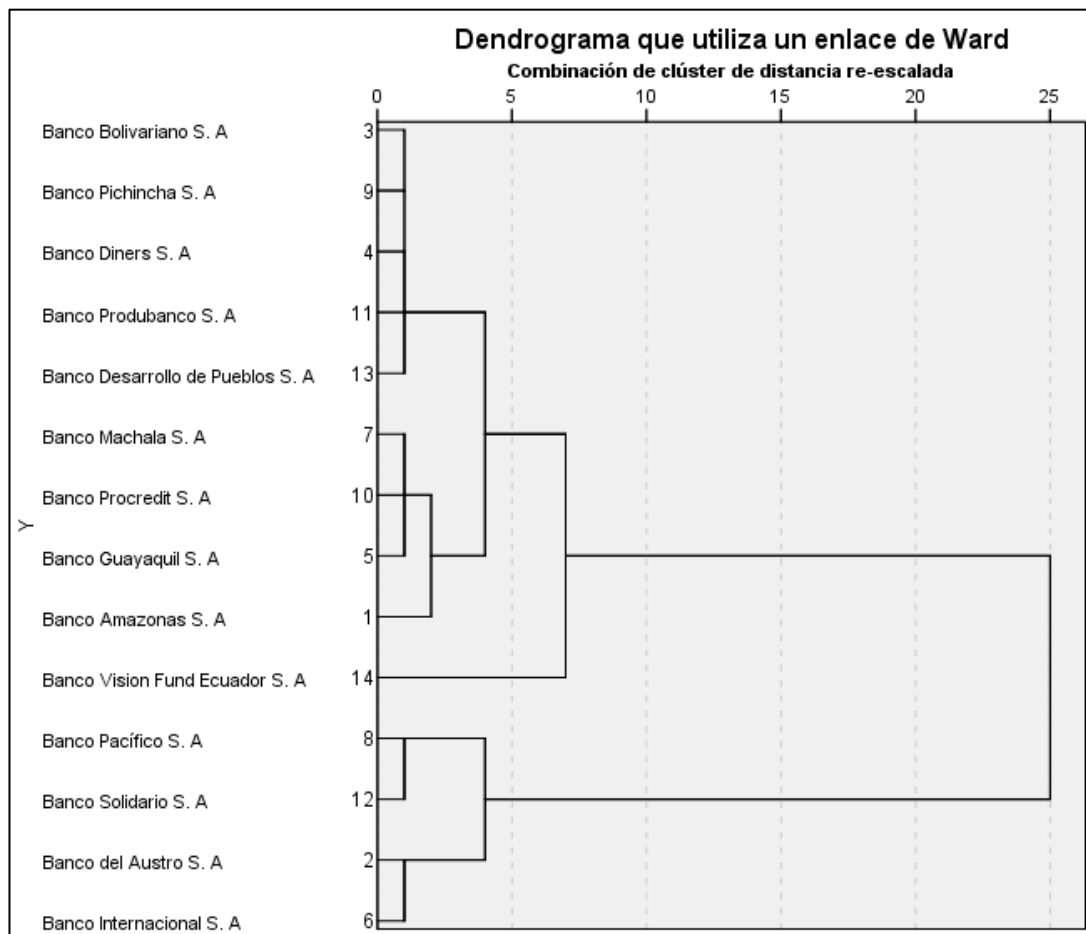 Dendrograma que utiliza un enlace de Ward
Combinación de clúster de distancia re-escalada
0 5 10 15 20 25
Banco Bolivariano S. A 3
Banco Pichincha S. A 9
Banco Diners S. A 4
Banco Produbanco S. A 11
Banco Desarrollo de Pueblos S. A 13
Banco Machala S. A 7
Banco Procredit S. A 10
Y
Banco Guayaquil S. A 5
Banco Amazonas S. A 1
Banco Vision Fund Ecuador S. A 14
Banco Pacífico S. A 8
Banco Solidario S. A 12
Banco del Austro S. A 2
Banco Internacional S. A 6